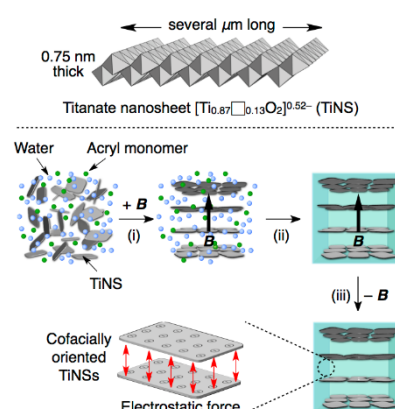 several μm long
0.75 nm
thick
Titanate nanosheet [Ti0.87□0.13O2]0.52– (TiNS)
Water
Acryl monomer
+ B
(i)
(ii)
B
B
TiNS
(iii)
– B
Cofacially
oriented
TiNSs
Electrostatic force